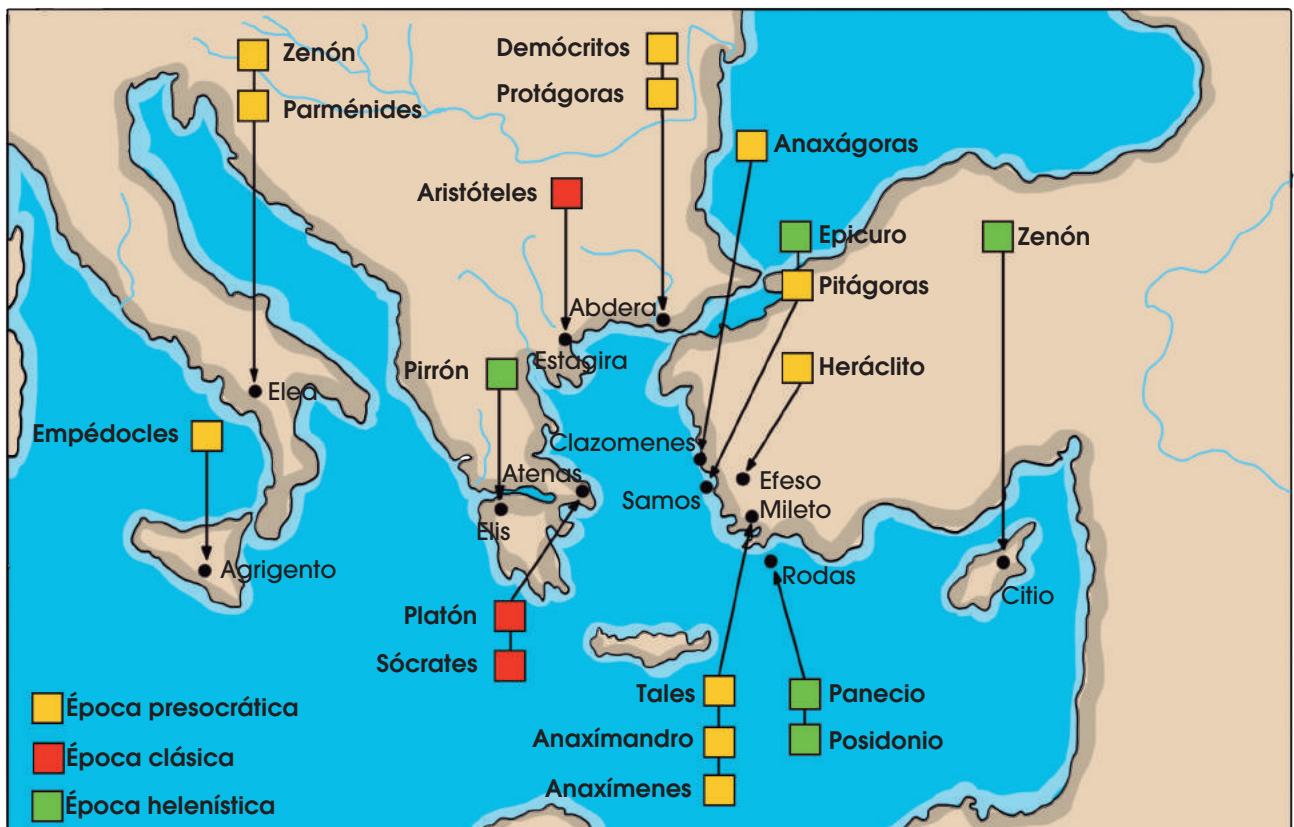 Zenón
Parménides
Demócritos
Protágoras
Anaxágoras
Aristóteles
Epicuro
Zenón
Pitágoras
Abdera
Estagira
Pirrón
Heráclito
Elea
Empédocles
Clazomenes
Atenas
Efeso
Samos
Mileto
Elis
Agrigento
Rodas
Citio
Platón
Sócrates
Tales
Panecio
Anaxímandro
Posidonio
Anaxímenes
Época presocrática
Época clásica
Época helenística